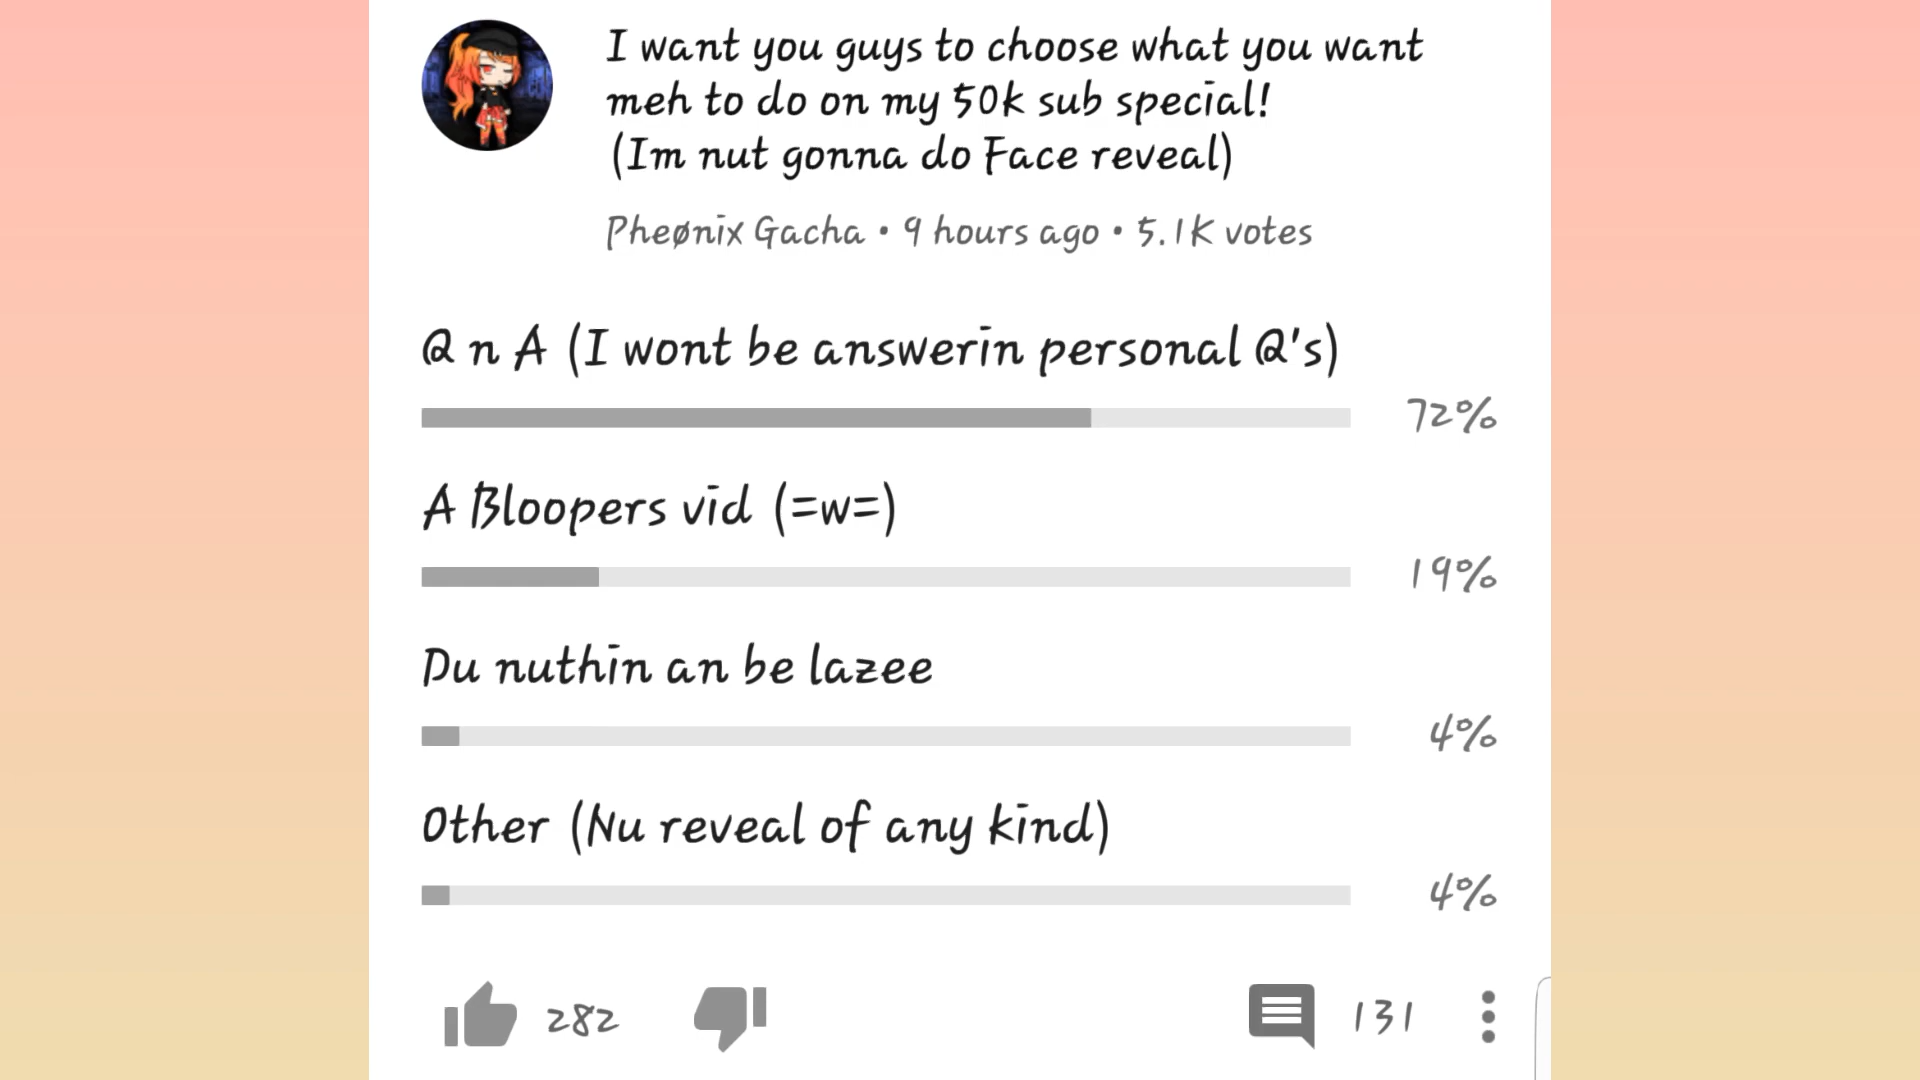 I want you guys to choose what you want
meh to do on my 50k sub special!
(Im nut gonna do Face reveal)
Pheønix Gacha • 9 hours ago • 5.1K votes
Q n A (I wont be answerin personal Q's)
72%
A Bloopers vid (=w=)
19%
Du nuthin an be lazee
4%
Other (Nu reveal of any kind)
4%
282
131